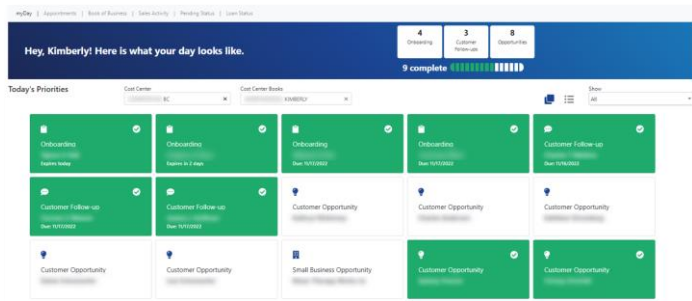 myDay | Appointments | Book of Business | Sales Activity | Pending Status | Loan Status
Hey, Kimberly! Here is what your day looks like.
4
Onboarding
3
Customer
Follow-ups
8
Opportunities
9 complete
Today's Priorities
Cost Center
BC ×
Cost Center Books
KIMBERLY ×
Show
All
Onboarding
Expires today
Onboarding
Expires in 2 days
Onboarding
Due: 11/17/2022
Onboarding
Due: 11/17/2022
Customer Follow-up
Due: 11/16/2022
Customer Follow-up
Due: 11/17/2022
Customer Follow-up
Due: 11/17/2022
Customer Opportunity
Customer Opportunity
Customer Opportunity
Customer Opportunity
Customer Opportunity
Small Business Opportunity
Customer Opportunity
Customer Opportunity